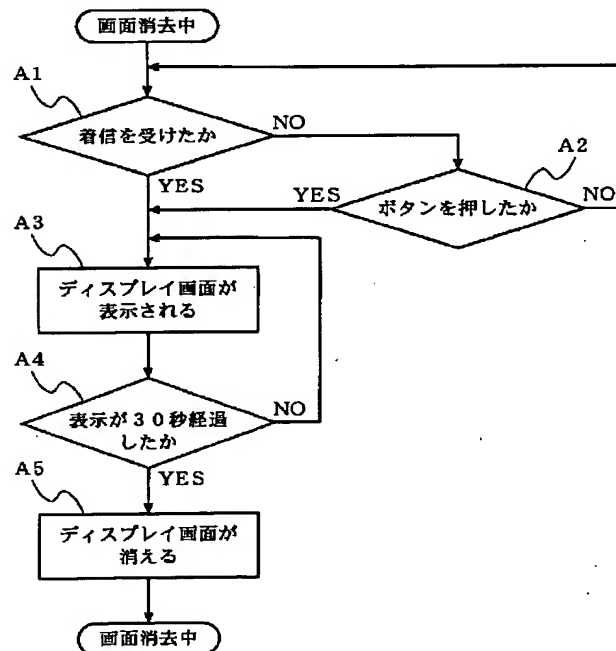 画面消去中
A1
着信を受けたか
NO
A2
YES
YES
ボタンを押したか
NO
A3
ディスプレイ画面が
表示される
A4
表示が30秒経過
したか
NO
YES
A5
ディスプレイ画面が
消える
画面消去中